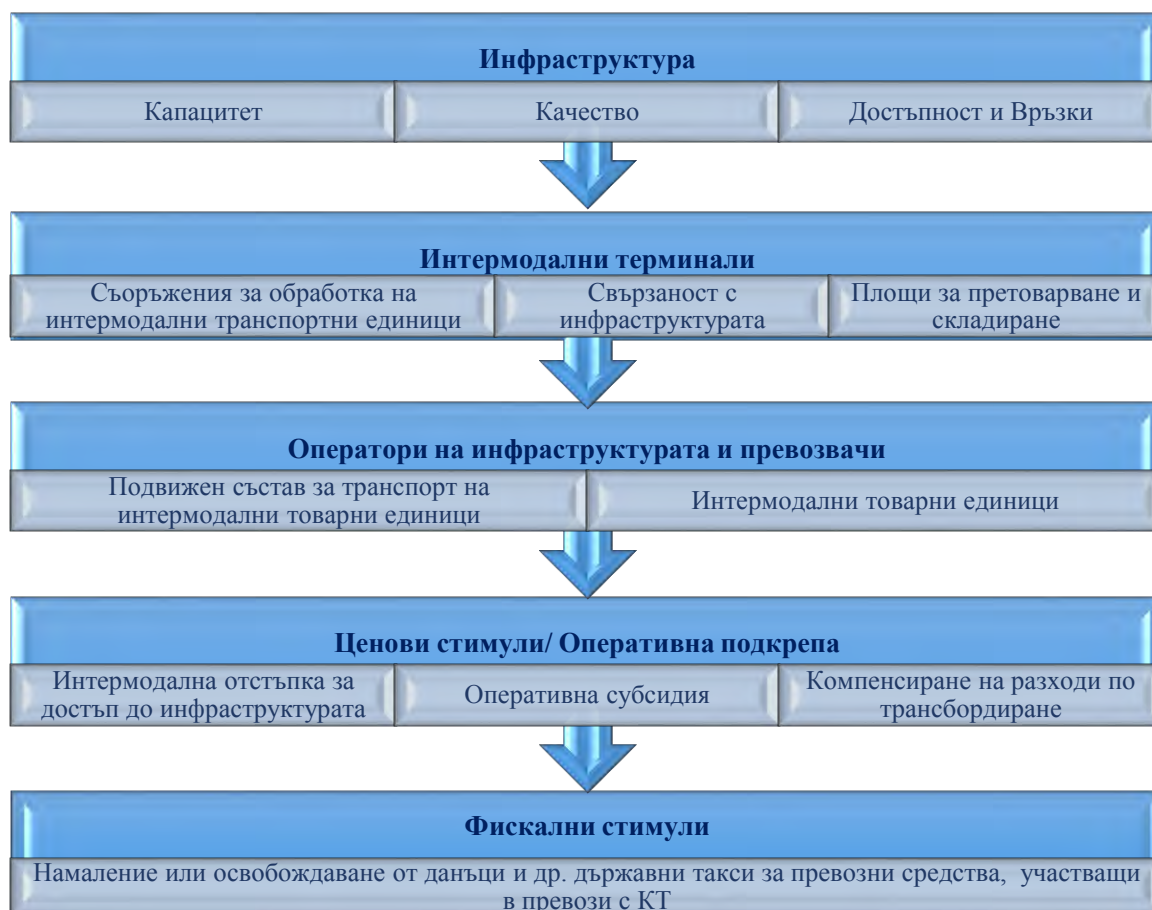 Инфраструктура
Капацитет
Качество
Достъпност и Връзки
Интермодални терминали
Съоръжения за обработка на
интермодални транспортни единици
Свързаност с
инфраструктурата
Площи за претоварване и
складиране
Оператори на инфраструктурата и превозвачи
Подвижен състав за транспорт на
интермодални товарни единици
Интермодални товарни единици
Ценови стимули/ Оперативна подкрепа
Интермодална отстъпка за
достъп до инфраструктурата
Оперативна субсидия
Компенсиране на разходи по
трансбордиране
Фискални стимули
Намаление или освобождаване от данъци и др. държавни такси за превозни средства, участващи
в превози с КТ